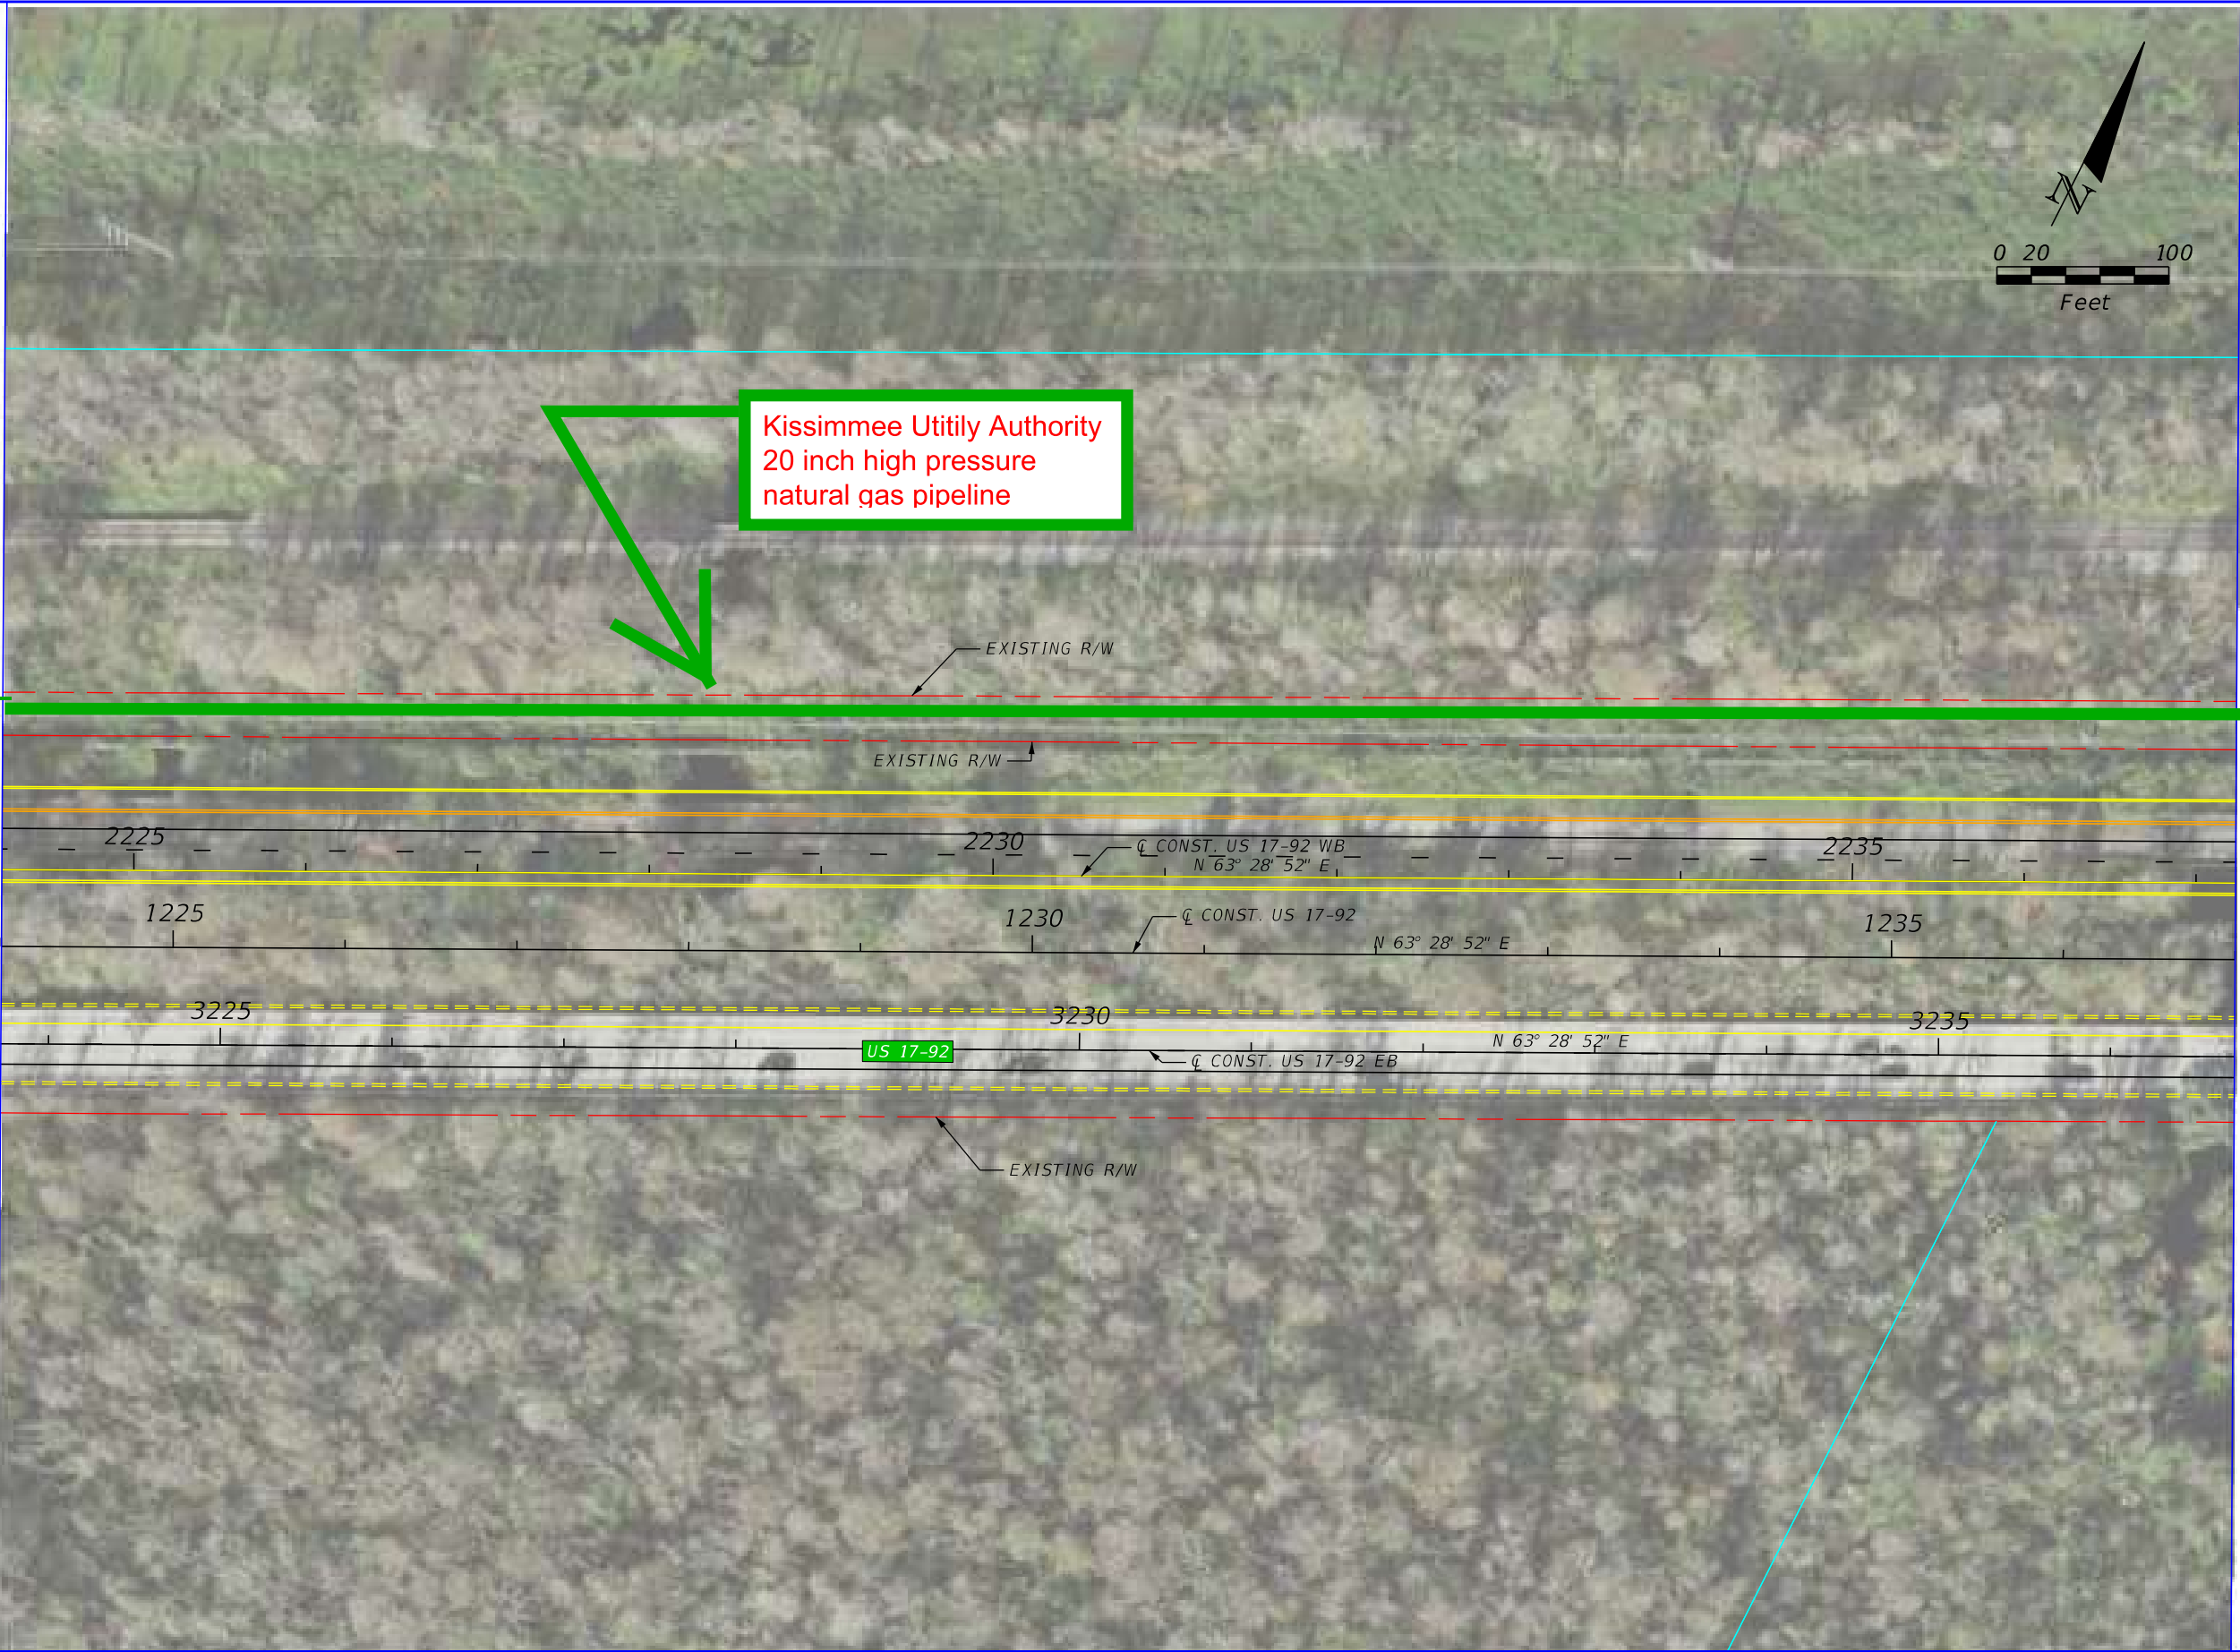 N
0 20 100
Feet
Kissimmee Utitily Authority
20 inch high pressure
natural gas pipeline
EXISTING R/W
EXISTING R/W
2225 2230 2235
℄ CONST. US 17-92 WB
N 63° 28' 52" E
1225 1230 1235
℄ CONST. US 17-92
N 63° 28' 52" E
3225 3230 3235
N 63° 28' 52" E
US 17-92
℄ CONST. US 17-92 EB
EXISTING R/W